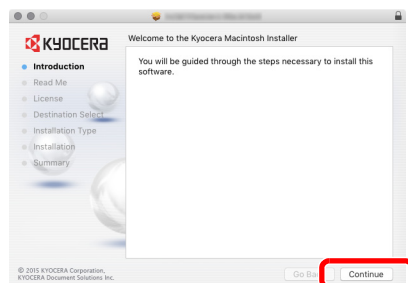 KYOCERA
Welcome to the Kyocera Macintosh Installer
Introduction
Read Me
License
Destination Select
Installation Type
Installation
Summary
You will be guided through the steps necessary to install this
software.
© 2015 KYOCERA Corporation,
KYOCERA Document Solutions Inc.
Go
Continue